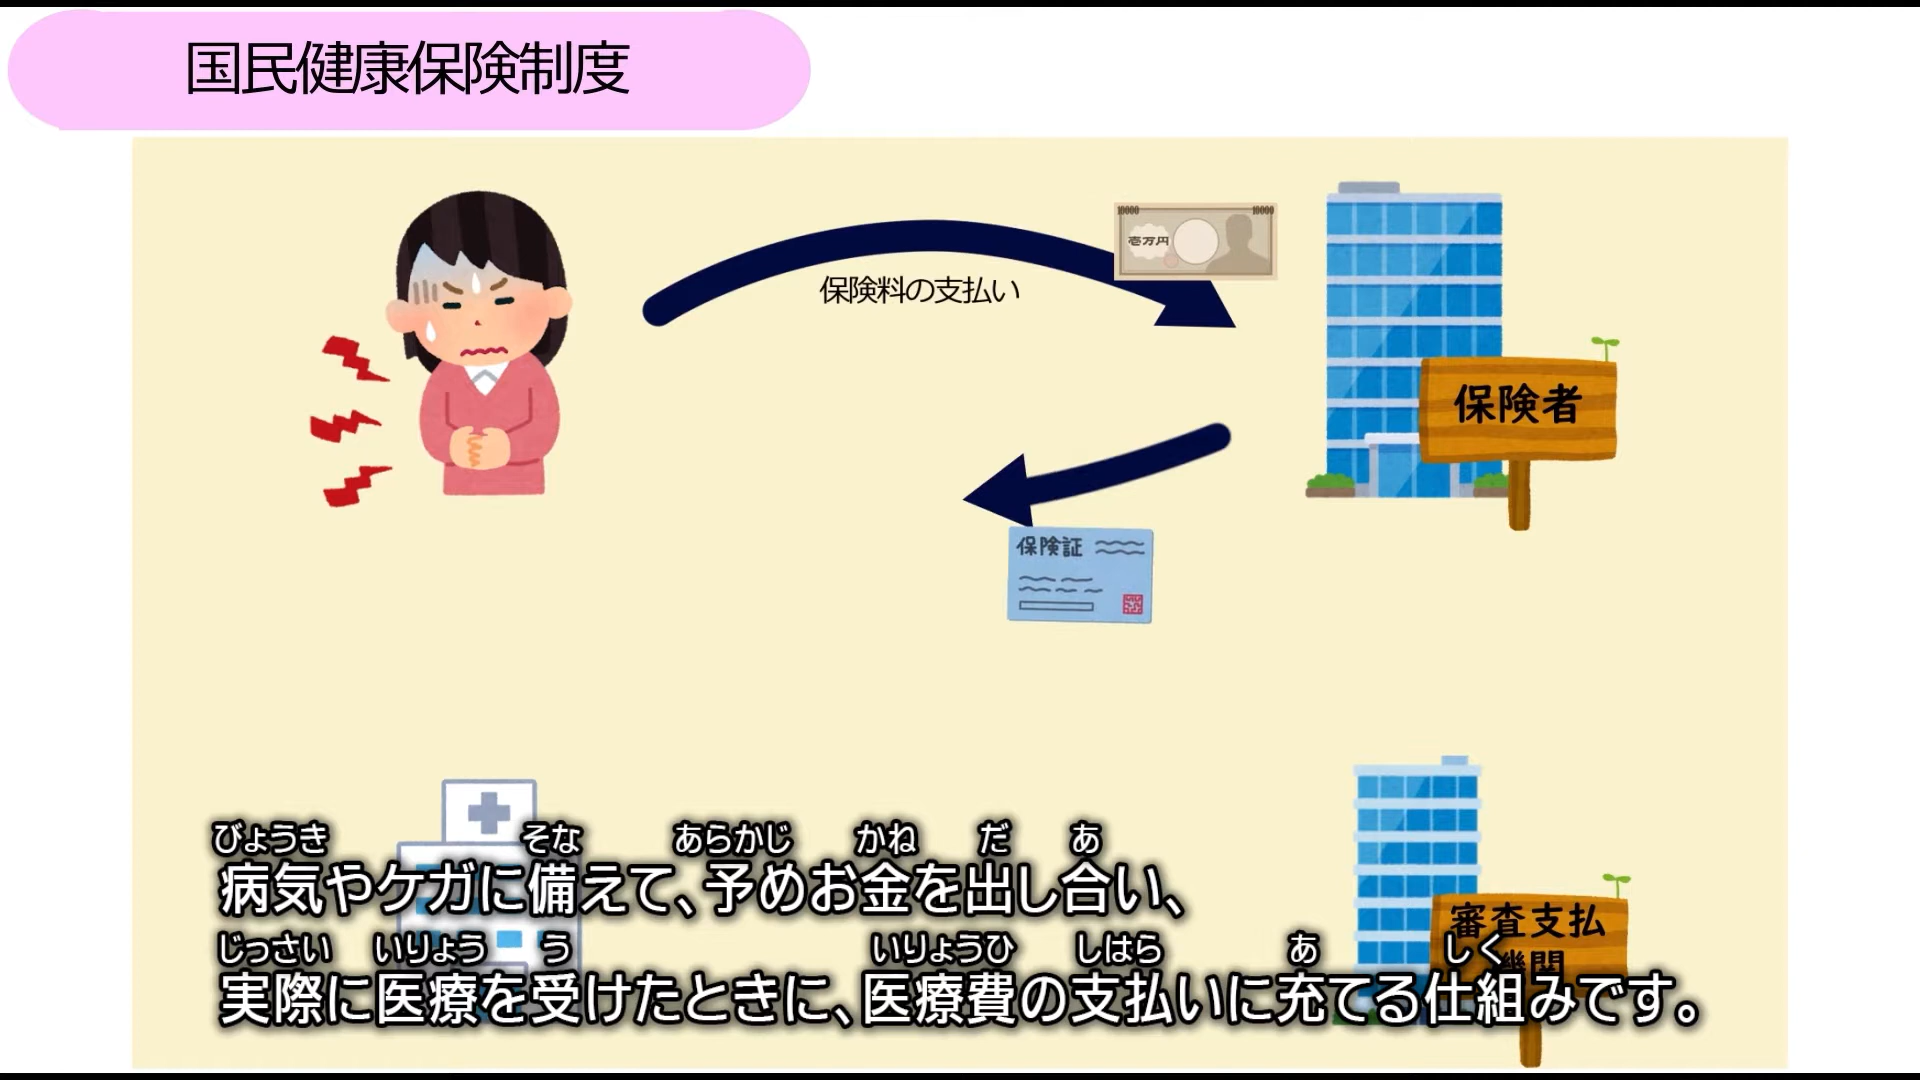 国民健康保険制度
10000 10000
壱万円
保険料の支払い
保険者
保険証
審査支払
機関
びょうき そな あらかじ かね だ あ
病気やケガに備えて、予めお金を出し合い、
じっさい いりょう う いりょうひ しはら あ しく
実際に医療を受けたときに、医療費の支払いに充てる仕組みです。